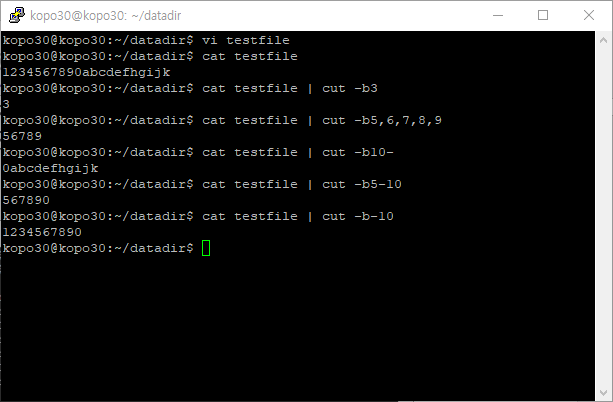 kopo30@kopo30: ~/datadir
kopo30@kopo30:~/datadir$ vi testfile
kopo30@kopo30:~/datadir$ cat testfile
1234567890abcdefhgijk
kopo30@kopo30:~/datadir$ cat testfile | cut -b3
3
kopo30@kopo30:~/datadir$ cat testfile | cut -b5,6,7,8,9
56789
kopo30@kopo30:~/datadir$ cat testfile | cut -b10-
0abcdefhgijk
kopo30@kopo30:~/datadir$ cat testfile | cut -b5-10
567890
kopo30@kopo30:~/datadir$ cat testfile | cut -b-10
1234567890
kopo30@kopo30:~/datadir$